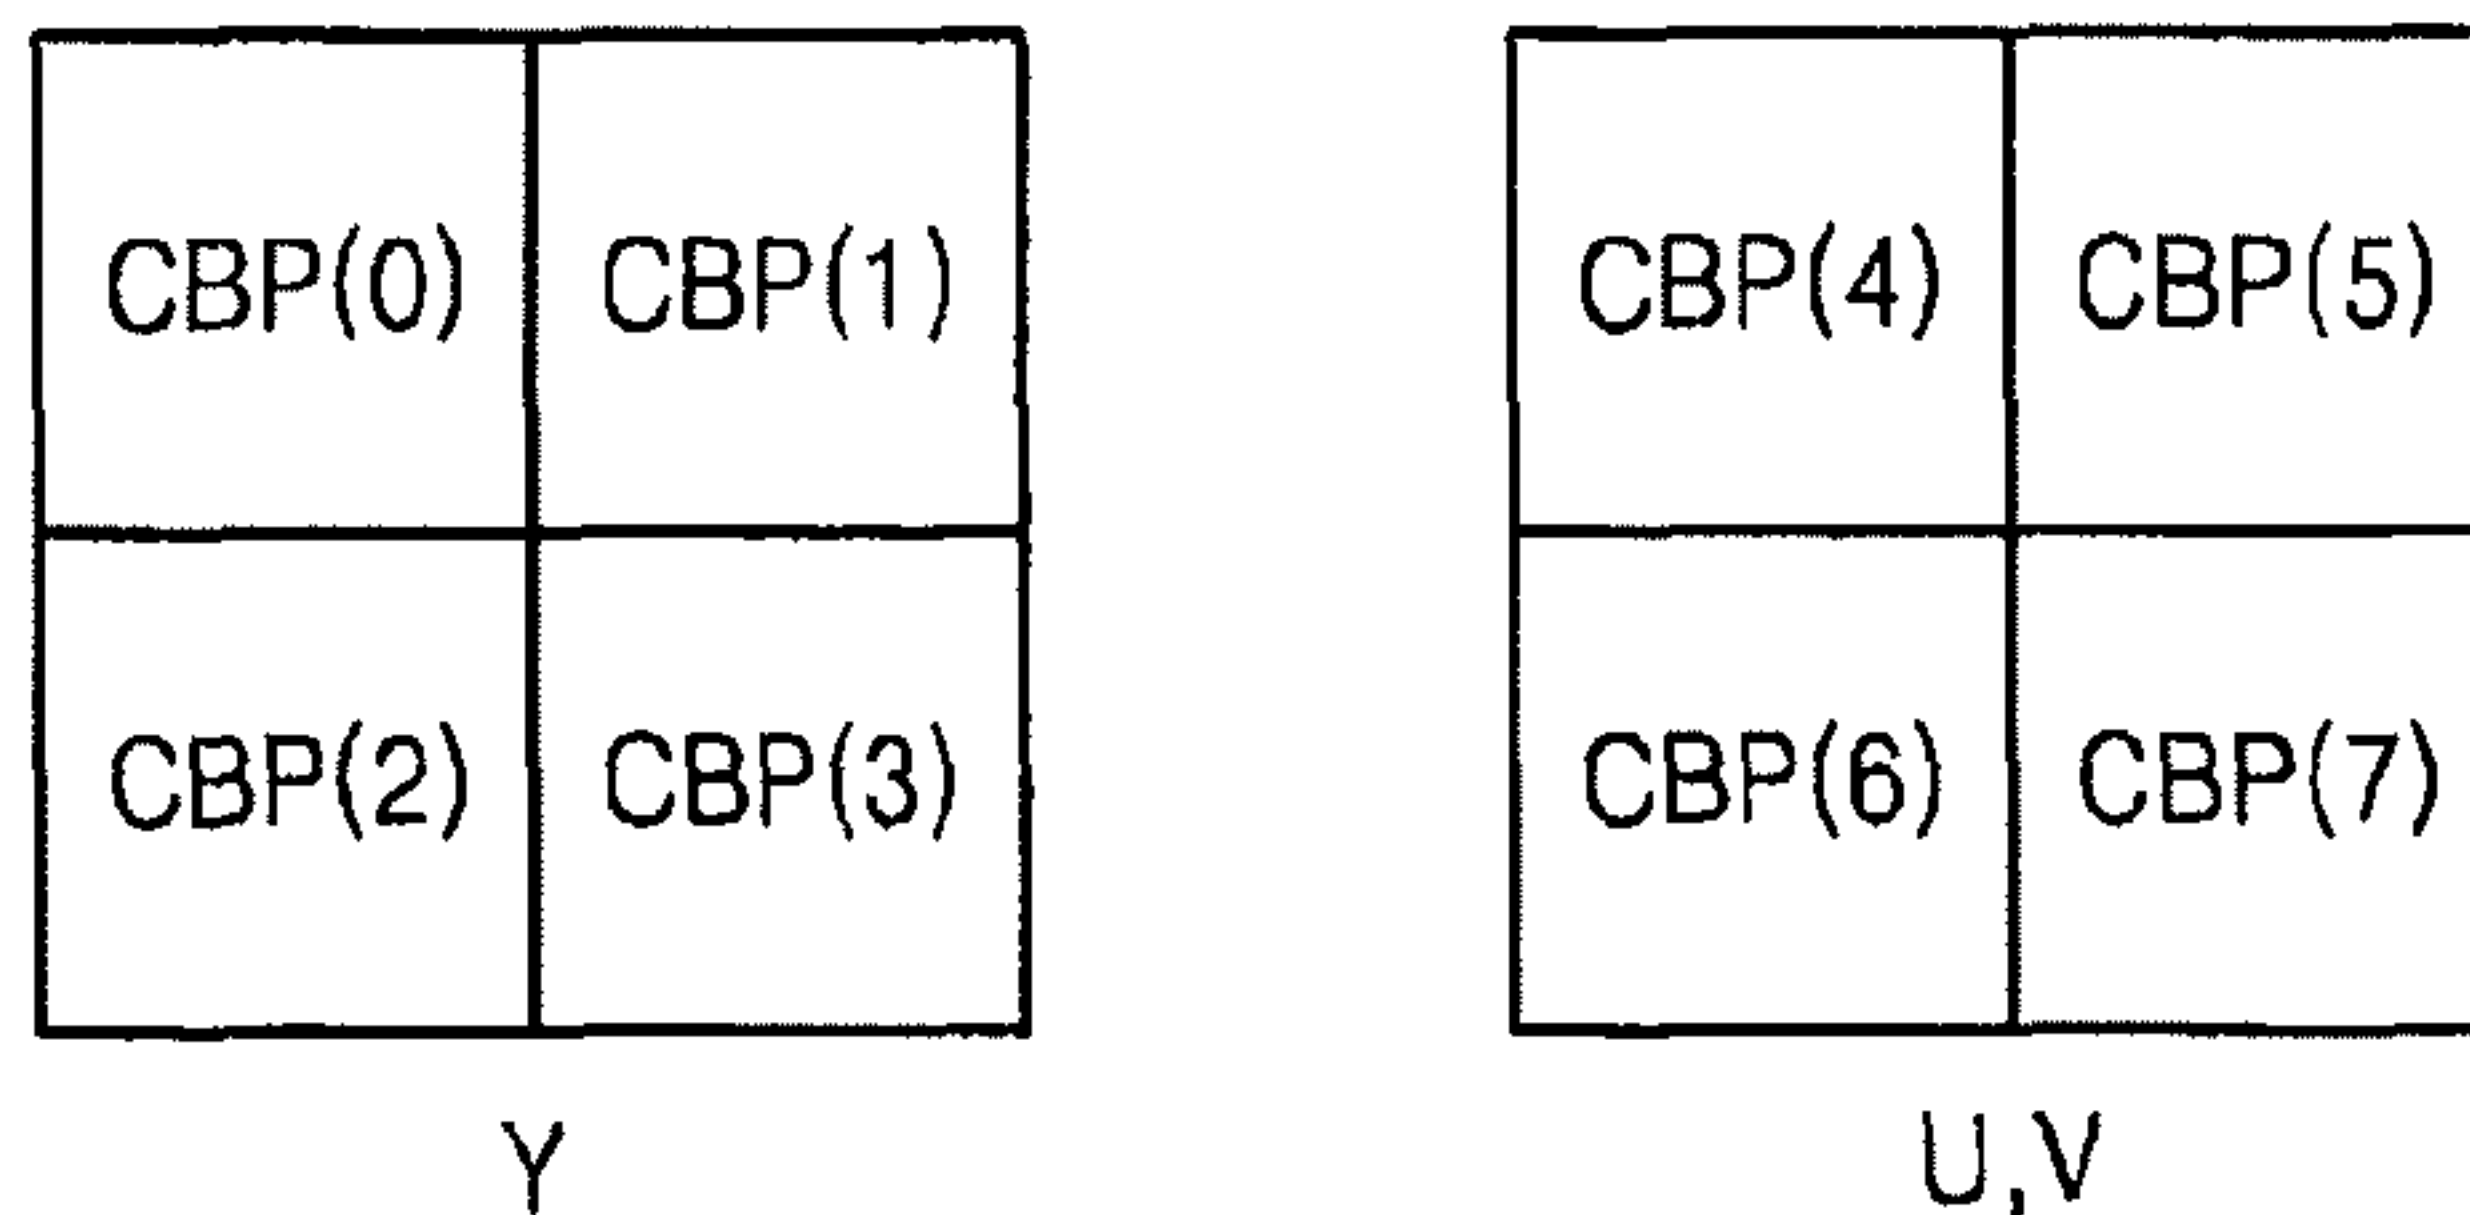 CBP(0) CBP(1) CBP(4) CBP(5)
CBP(2) CBP(3) CBP(6) CBP(7)
Y U,V